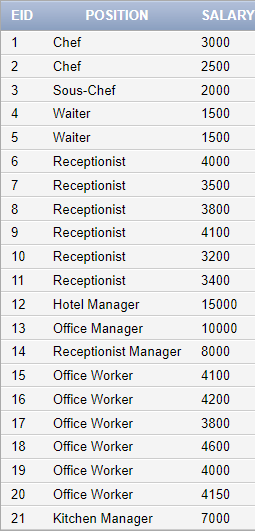 EID POSITION SALARY
1 Chef 3000
2 Chef 2500
3 Sous-Chef 2000
4 Waiter 1500
5 Waiter 1500
6 Receptionist 4000
7 Receptionist 3500
8 Receptionist 3800
9 Receptionist 4100
10 Receptionist 3200
11 Receptionist 3400
12 Hotel Manager 15000
13 Office Manager 10000
14 Receptionist Manager 8000
15 Office Worker 4100
16 Office Worker 4200
17 Office Worker 3800
18 Office Worker 4600
19 Office Worker 4000
20 Office Worker 4150
21 Kitchen Manager 7000